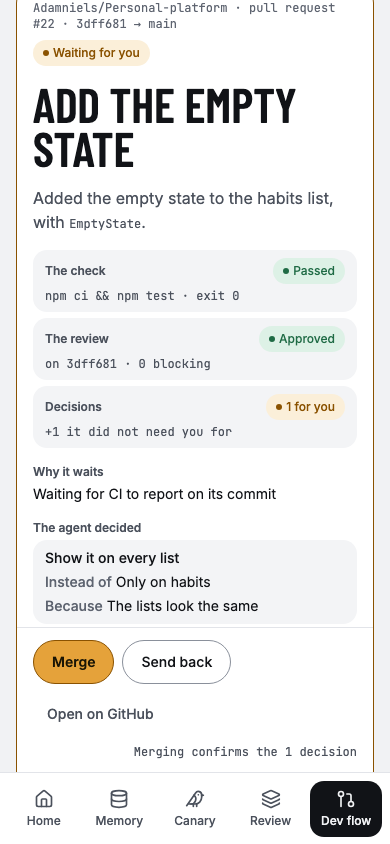 Adamniels/Personal-platform · pull request
#22 · 3dff681 → main
Waiting for you
ADD THE EMPTY
STATE
Added the empty state to the habits list,
with EmptyState.
The check
Passed
npm ci && npm test · exit 0
The review
Approved
on 3dff681 · 0 blocking
Decisions
1 for you
+1 it did not need you for
Why it waits
Waiting for CI to report on its commit
The agent decided
Show it on every list
Instead of Only on habits
Because The lists look the same
Merge
Send back
Open on GitHub
Merging confirms the 1 decision
Home
Memory
Canary
Review
Dev flow